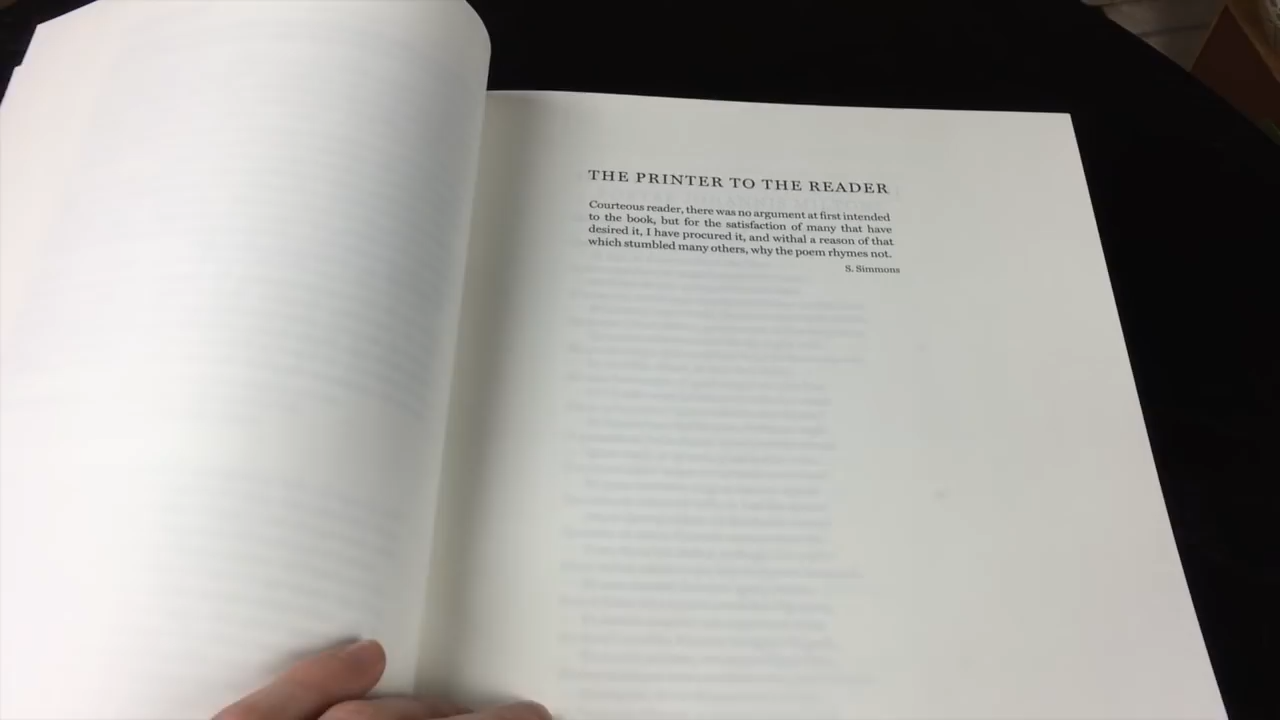 THE PRINTER TO THE READER
Courteous reader, there was no argument at first intended
to the book, but for the satisfaction of many that have
desired it, I have procured it, and withal a reason of that
which stumbled many others, why the poem rhymes not.
S. Simmons